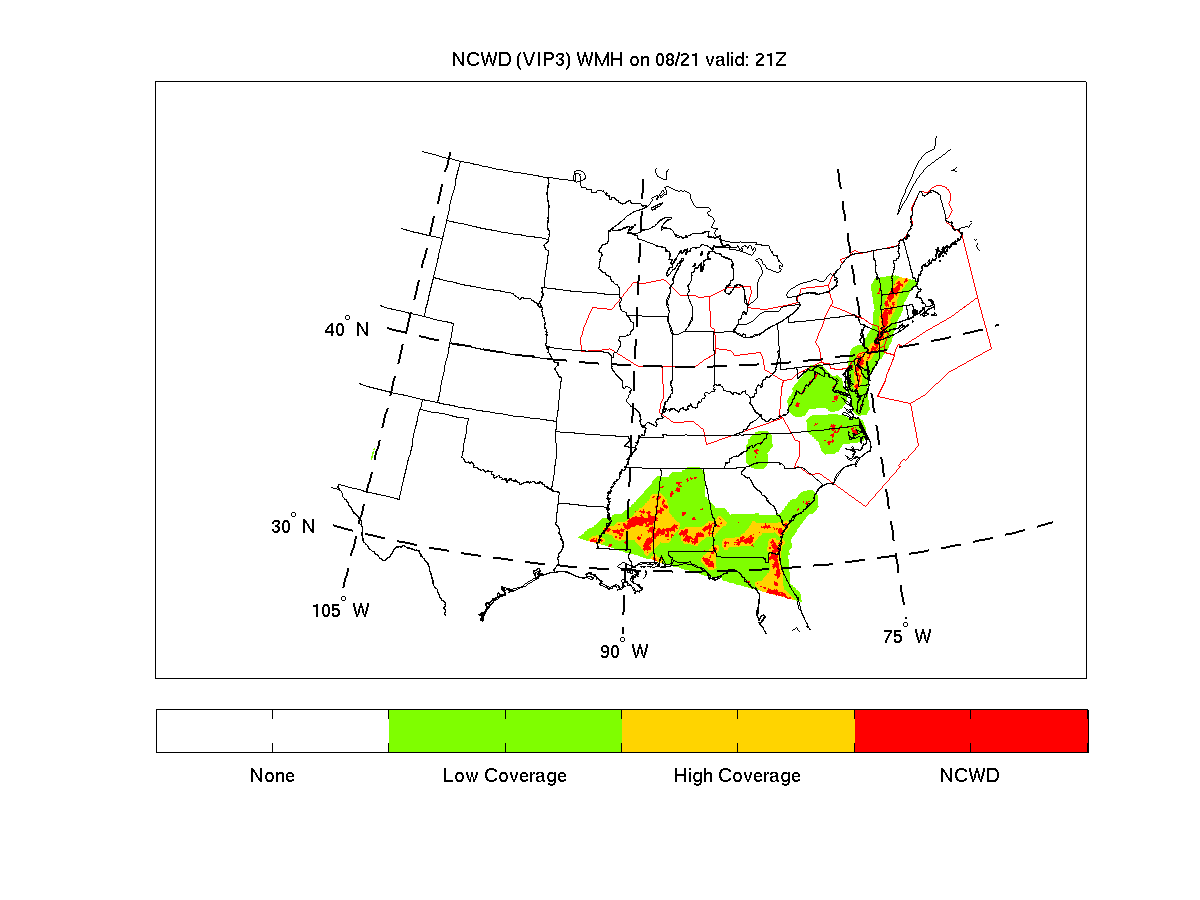 NCWD (VIP3) WMH on 08/21 valid: 21Z
40° N
30° N
105° W
90° W
75° W
None Low Coverage High Coverage NCWD